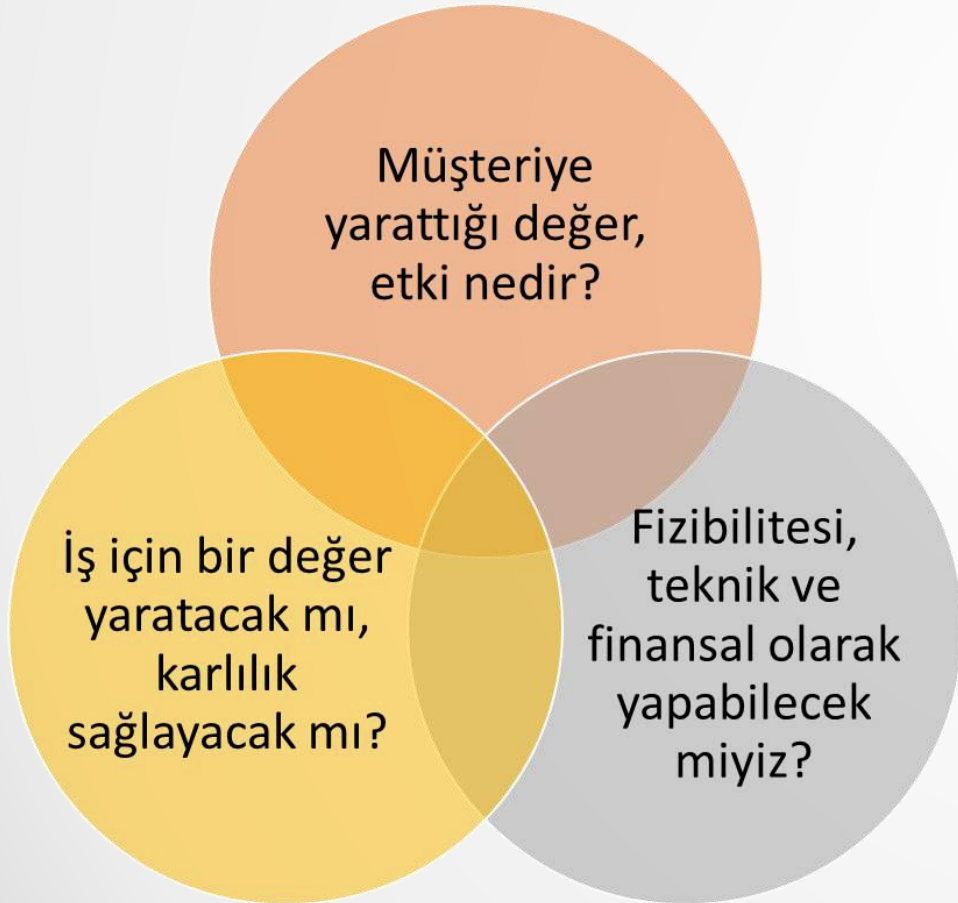 Müşteriye
yarattığı değer,
etki nedir?
İş için bir değer
yaratacak mı,
karlılık
sağlayacak mı?
Fizibilitesi,
teknik ve
finansal olarak
yapabilecek
miyiz?